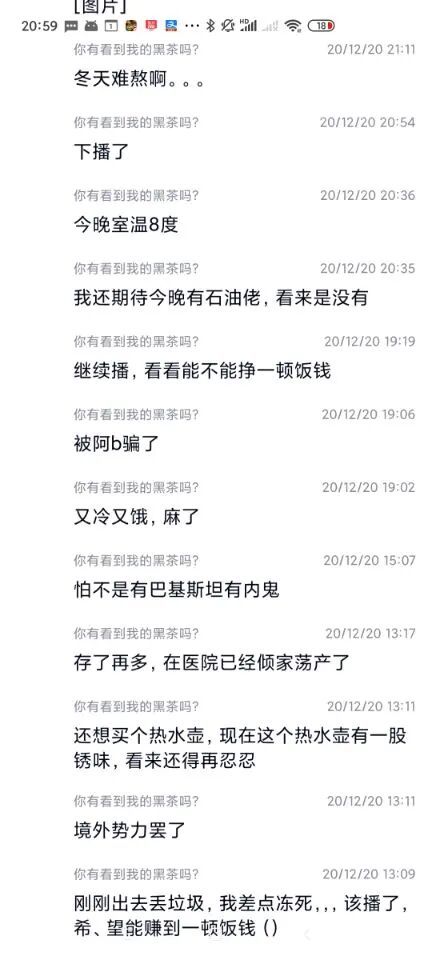 [图片]
20:59 HD 18
你有看到我的黑茶吗? 20/12/20 21:11
冬天难熬啊。。。
你有看到我的黑茶吗? 20/12/20 20:54
下播了
你有看到我的黑茶吗? 20/12/20 20:36
今晚室温8度
你有看到我的黑茶吗? 20/12/20 20:35
我还期待今晚有石油佬，看来是没有
你有看到我的黑茶吗? 20/12/20 19:19
继续播，看看能不能挣一顿饭钱
你有看到我的黑茶吗? 20/12/20 19:06
被阿b骗了
你有看到我的黑茶吗? 20/12/20 19:02
又冷又饿，麻了
你有看到我的黑茶吗? 20/12/20 15:07
怕不是有巴基斯坦有内鬼
你有看到我的黑茶吗? 20/12/20 13:17
存了再多，在医院已经倾家荡产了
你有看到我的黑茶吗? 20/12/20 13:11
还想买个热水壶，现在这个热水壶有一股
锈味，看来还得再忍忍
你有看到我的黑茶吗? 20/12/20 13:11
境外势力罢了
你有看到我的黑茶吗? 20/12/20 13:09
刚刚出去丢垃圾，我差点冻死，，，该播了，
希、望能赚到一顿饭钱（）